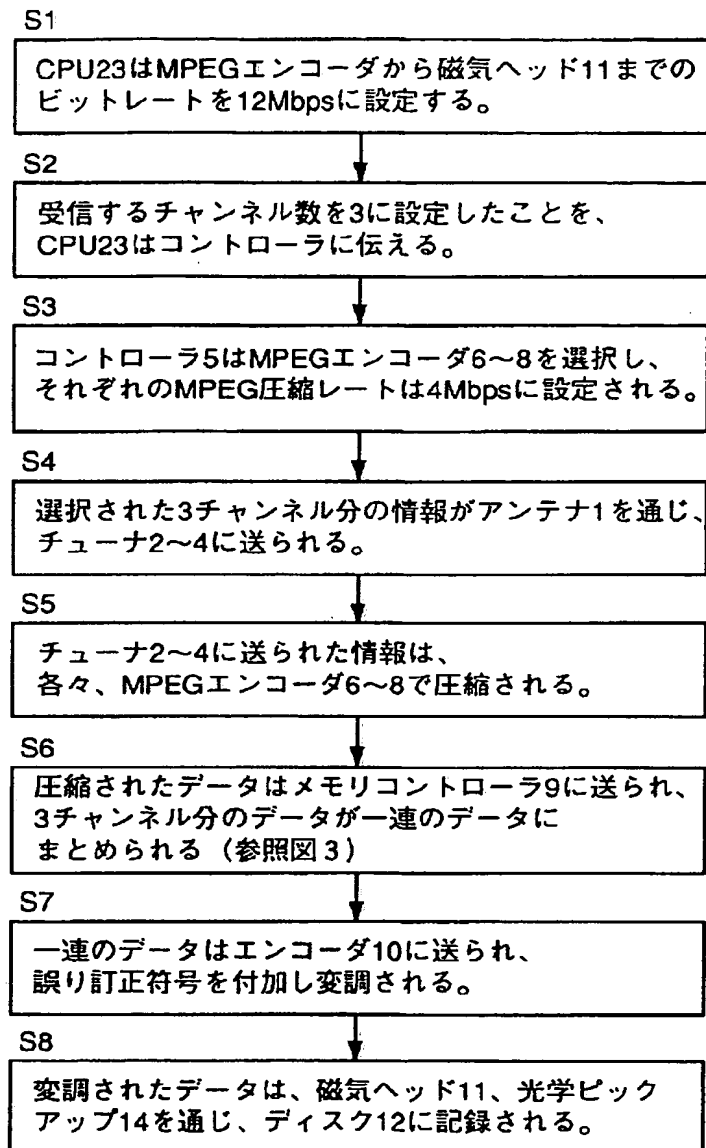 S1
CPU23はMPEGエンコーダから磁気ヘッド11までの
ビットレートを12Mbpsに設定する。
S2
受信するチャンネル数を3に設定したことを、
CPU23はコントローラに伝える。
S3
コントローラ5はMPEGエンコーダ6〜8を選択し、
それぞれのMPEG圧縮レートは4Mbpsに設定される。
S4
選択された3チャンネル分の情報がアンテナ1を通じ、
チューナ2〜4に送られる。
S5
チューナ2〜4に送られた情報は、
各々、MPEGエンコーダ6〜8で圧縮される。
S6
圧縮されたデータはメモリコントローラ9に送られ、
3チャンネル分のデータが一連のデータに
まとめられる（参照図３）
S7
一連のデータはエンコーダ10に送られ、
誤り訂正符号を付加し変調される。
S8
変調されたデータは、磁気ヘッド11、光学ピック
アップ14を通じ、ディスク12に記録される。